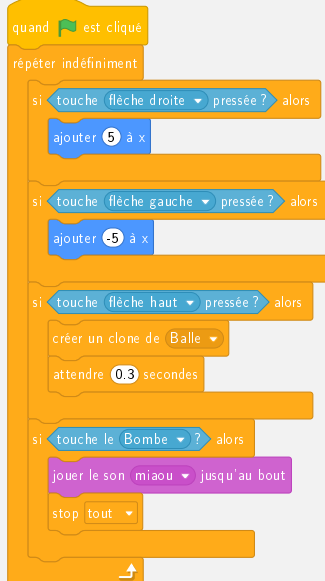 quand est cliqué
répéter indéfiniment
si touche flèche droite pressée ? alors
ajouter 5 à x
si touche flèche gauche pressée ? alors
ajouter -5 à x
si touche flèche haut pressée ? alors
créer un clone de Balle
attendre 0.3 secondes
si touche le Bombe ? alors
jouer le son miaou jusqu'au bout
stop tout